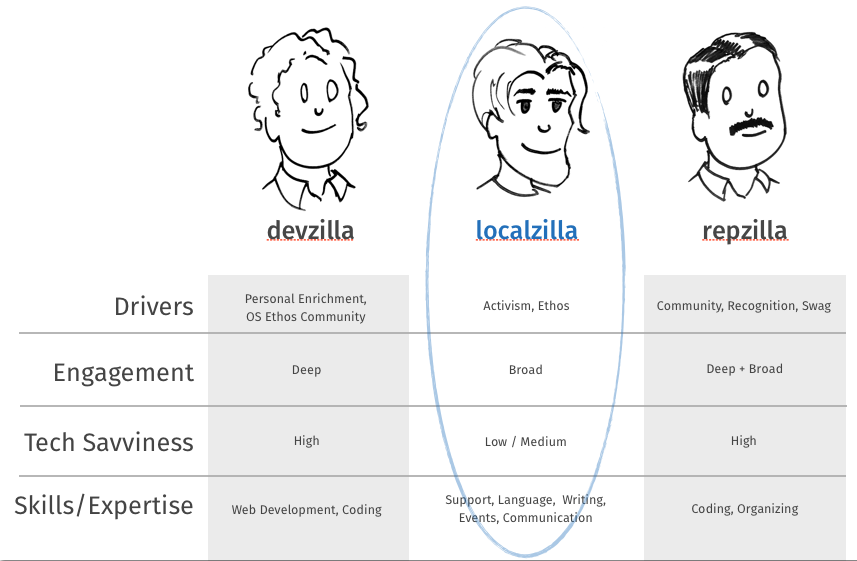 devzilla
localzilla
repzilla
Drivers
Personal Enrichment,
OS Ethos Community
Activism, Ethos
Community, Recognition, Swag
Engagement
Deep
Broad
Deep + Broad
Tech Savviness
High
Low / Medium
High
Skills/Expertise
Web Development, Coding
Support, Language, Writing,
Events, Communication
Coding, Organizing